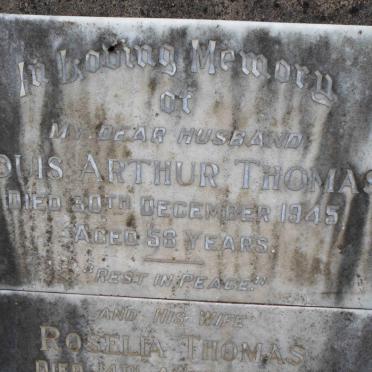 In Loving Memory
of
MY DEAR HUSBAND
OUIS ARTHUR THOMAS
DIED 30TH DECEMBER 1945
AGED 58 YEARS
"REST IN PEACE"
AND HIS WIFE
ROSELIA THOMAS
DIED